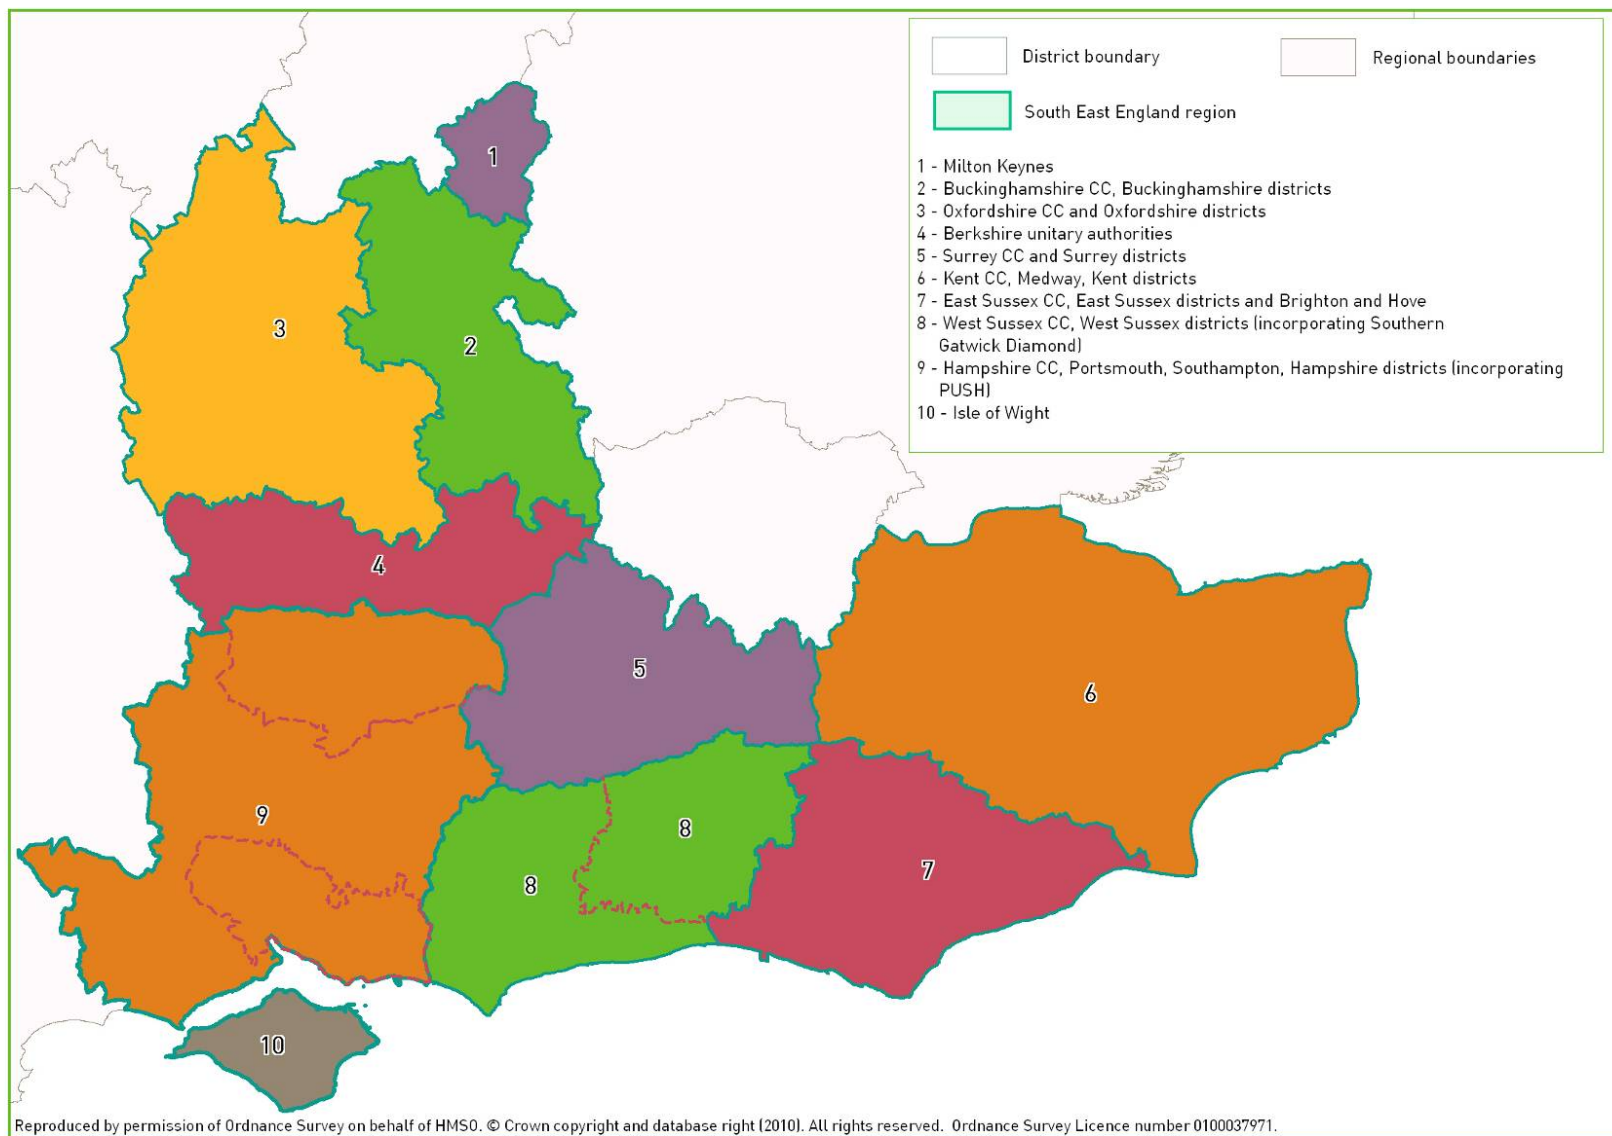 District boundary
Regional boundaries
South East England region
1 - Milton Keynes
2 - Buckinghamshire CC, Buckinghamshire districts
3 - Oxfordshire CC and Oxfordshire districts
4 - Berkshire unitary authorities
5 - Surrey CC and Surrey districts
6 - Kent CC, Medway, Kent districts
7 - East Sussex CC, East Sussex districts and Brighton and Hove
8 - West Sussex CC, West Sussex districts (incorporating Southern
Gatwick Diamond)
9 - Hampshire CC, Portsmouth, Southampton, Hampshire districts (incorporating
PUSH)
10 - Isle of Wight
1
3
2
4
5
6
9
8
8
7
10
Reproduced by permission of Ordnance Survey on behalf of HMSO. © Crown copyright and database right (2010). All rights reserved. Ordnance Survey Licence number 0100037971.